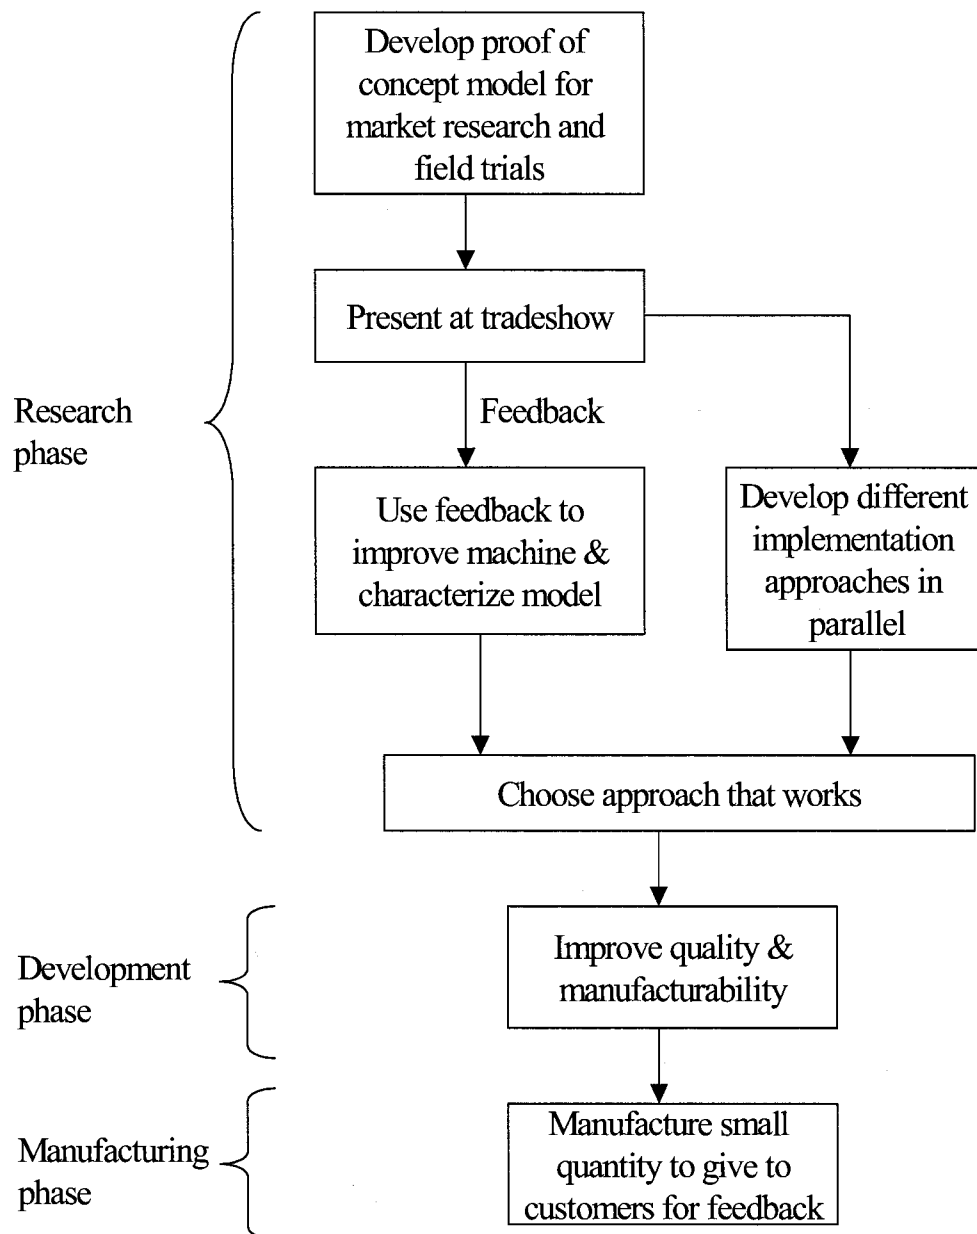 Develop proof of
concept model for
market research and
field trials
Present at tradeshow
Research
phase
Feedback
Use feedback to
improve machine &
characterize model
Develop different
implementation
approaches in
parallel
Choose approach that works
Development
phase
Improve quality &
manufacturability
Manufacturing
phase
Manufacture small
quantity to give to
customers for feedback